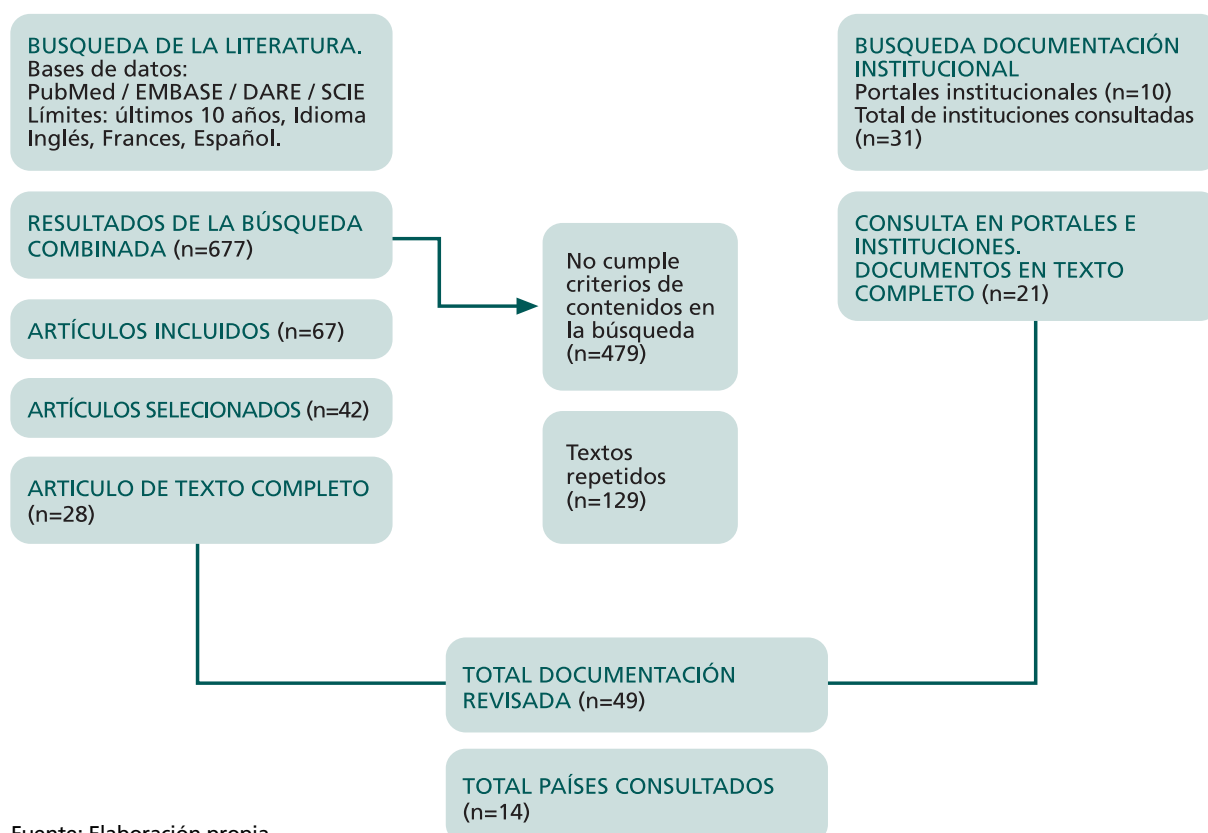 BUSQUEDA DE LA LITERATURA.
Bases de datos:
PubMed / EMBASE / DARE / SCIE
Límites: últimos 10 años, Idioma
Inglés, Frances, Español.
BUSQUEDA DOCUMENTACIÓN
INSTITUCIONAL
Portales institucionales (n=10)
Total de instituciones consultadas
(n=31)
RESULTADOS DE LA BÚSQUEDA
COMBINADA (n=677)
No cumple
criterios de
contenidos en
la búsqueda
(n=479)
CONSULTA EN PORTALES E
INSTITUCIONES.
DOCUMENTOS EN TEXTO
COMPLETO (n=21)
ARTÍCULOS INCLUIDOS (n=67)
ARTÍCULOS SELECIONADOS (n=42)
Textos
repetidos
(n=129)
ARTICULO DE TEXTO COMPLETO
(n=28)
TOTAL DOCUMENTACIÓN
REVISADA (n=49)
TOTAL PAÍSES CONSULTADOS
(n=14)
Fuente: Elaboración propia